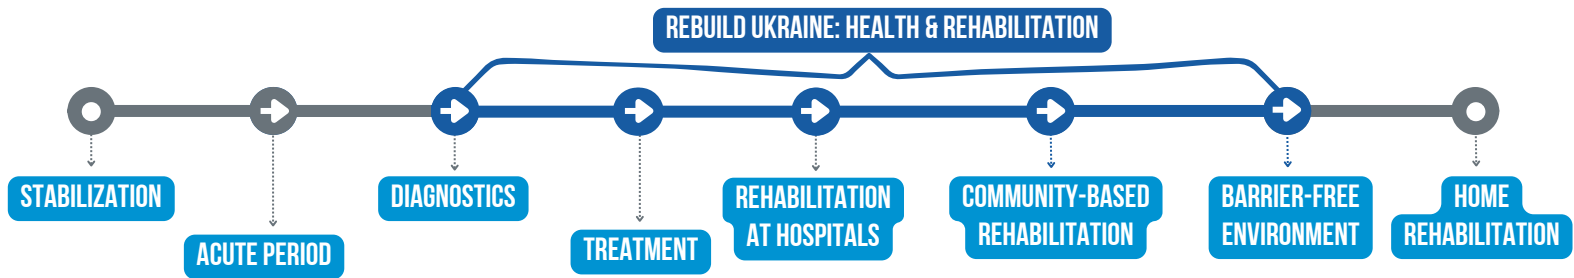 REBUILD UKRAINE: HEALTH & REHABILITATION
STABILIZATION
ACUTE PERIOD
DIAGNOSTICS
TREATMENT
REHABILITATION
AT HOSPITALS
COMMUNITY-BASED
REHABILITATION
BARRIER-FREE
ENVIRONMENT
HOME
REHABILITATION